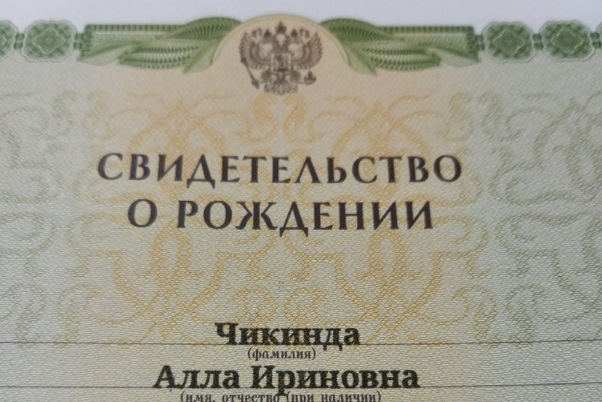 СВИДЕТЕЛЬСТВО
О РОЖДЕНИИ
Чикинда
(фамилия)
Алла Ириновна
(имя, отчество (при наличии)